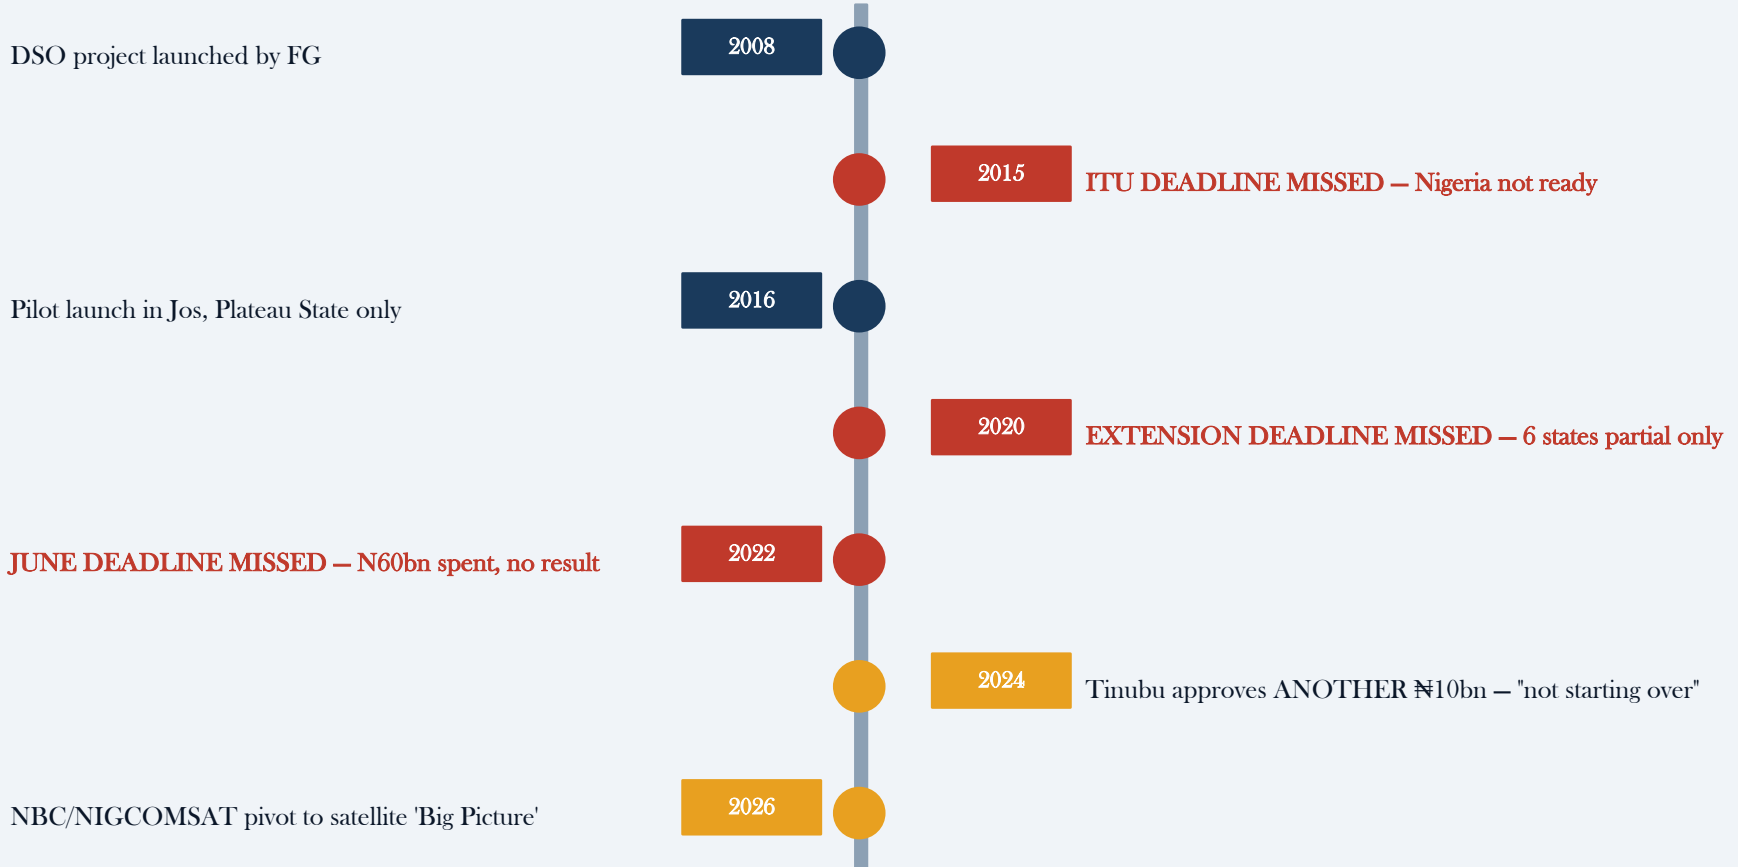 DSO project launched by FG
2008
2015
ITU DEADLINE MISSED — Nigeria not ready
Pilot launch in Jos, Plateau State only
2016
2020
EXTENSION DEADLINE MISSED — 6 states partial only
JUNE DEADLINE MISSED — N60bn spent, no result
2022
2024
Tinubu approves ANOTHER ₦10bn — "not starting over"
NBC/NIGCOMSAT pivot to satellite 'Big Picture'
2026